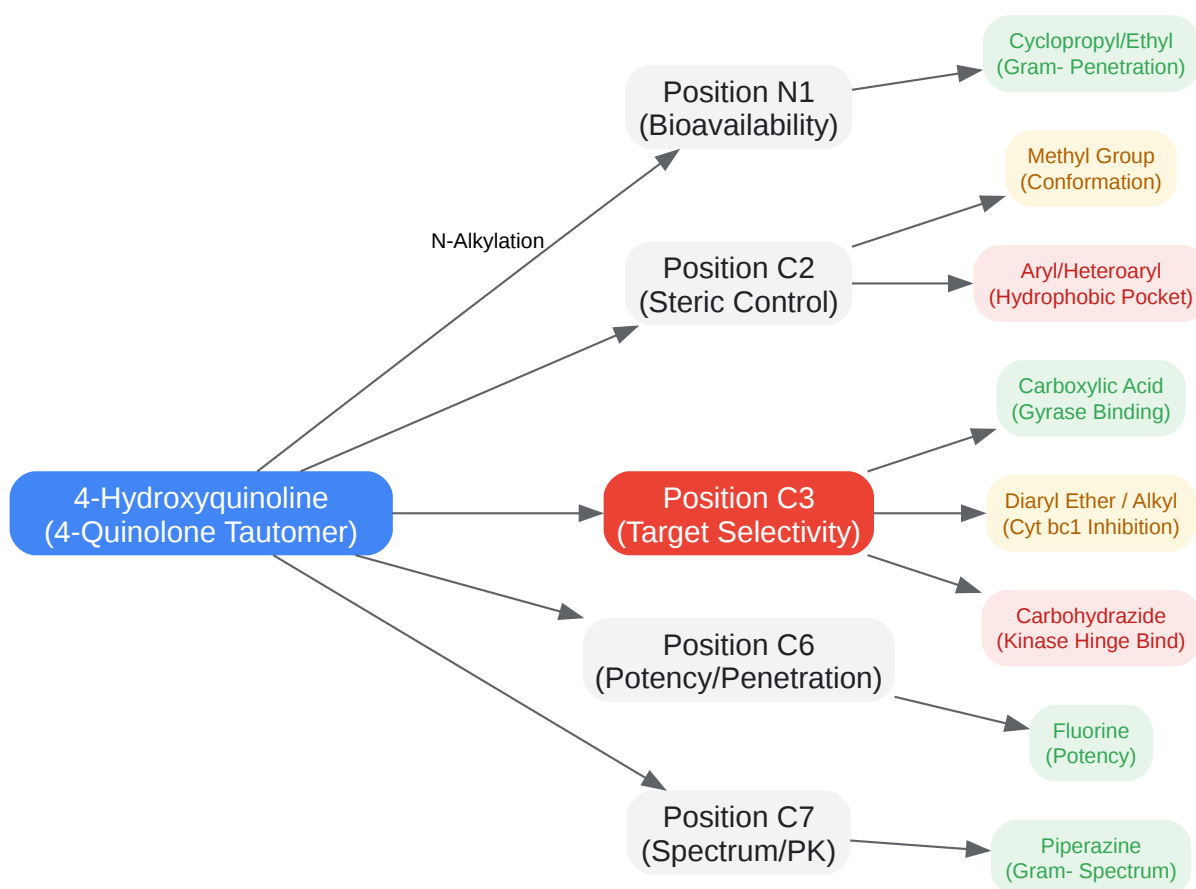 Cyclopropyl/Ethyl
(Gram- Penetration)
Position N1
(Bioavailability)
Methyl Group
(Conformation)
N-Alkylation
Position C2
(Steric Control)
Aryl/Heteroaryl
(Hydrophobic Pocket)
Carboxylic Acid
(Gyrase Binding)
4-Hydroxyquinoline
(4-Quinolone Tautomer)
Position C3
(Target Selectivity)
Diaryl Ether / Alkyl
(Cyt bc1 Inhibition)
Carbohydrazide
(Kinase Hinge Bind)
Position C6
(Potency/Penetration)
Fluorine
(Potency)
Position C7
(Spectrum/PK)
Piperazine
(Gram- Spectrum)